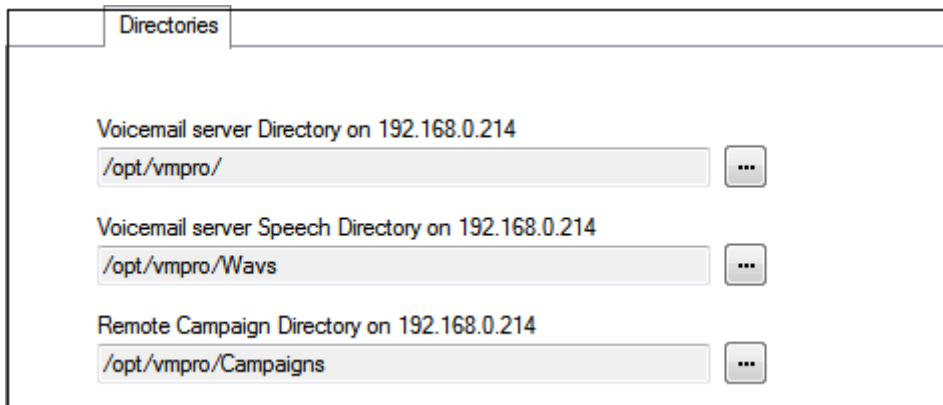 Directories
Voicemail server Directory on 192.168.0.214
/opt/vmpro/
...
Voicemail server Speech Directory on 192.168.0.214
/opt/vmpro/Wavs
...
Remote Campaign Directory on 192.168.0.214
/opt/vmpro/Campaigns
...